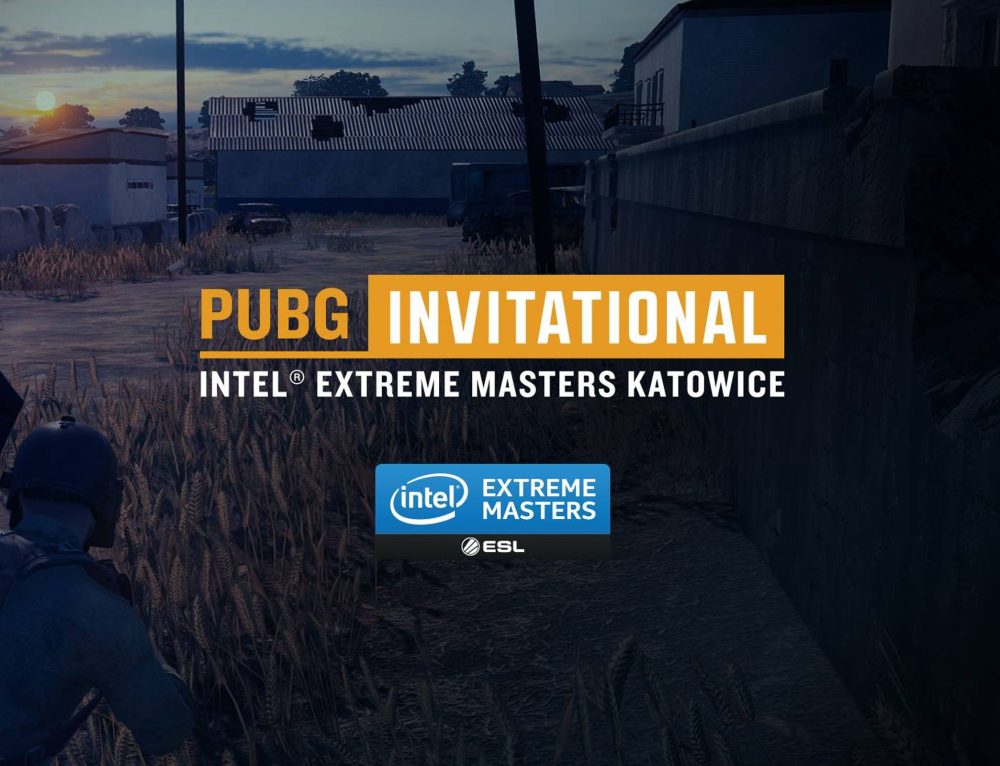 PUBG INVITATIONAL
INTEL® EXTREME MASTERS KATOWICE
intel® EXTREME
MASTERS
ESL